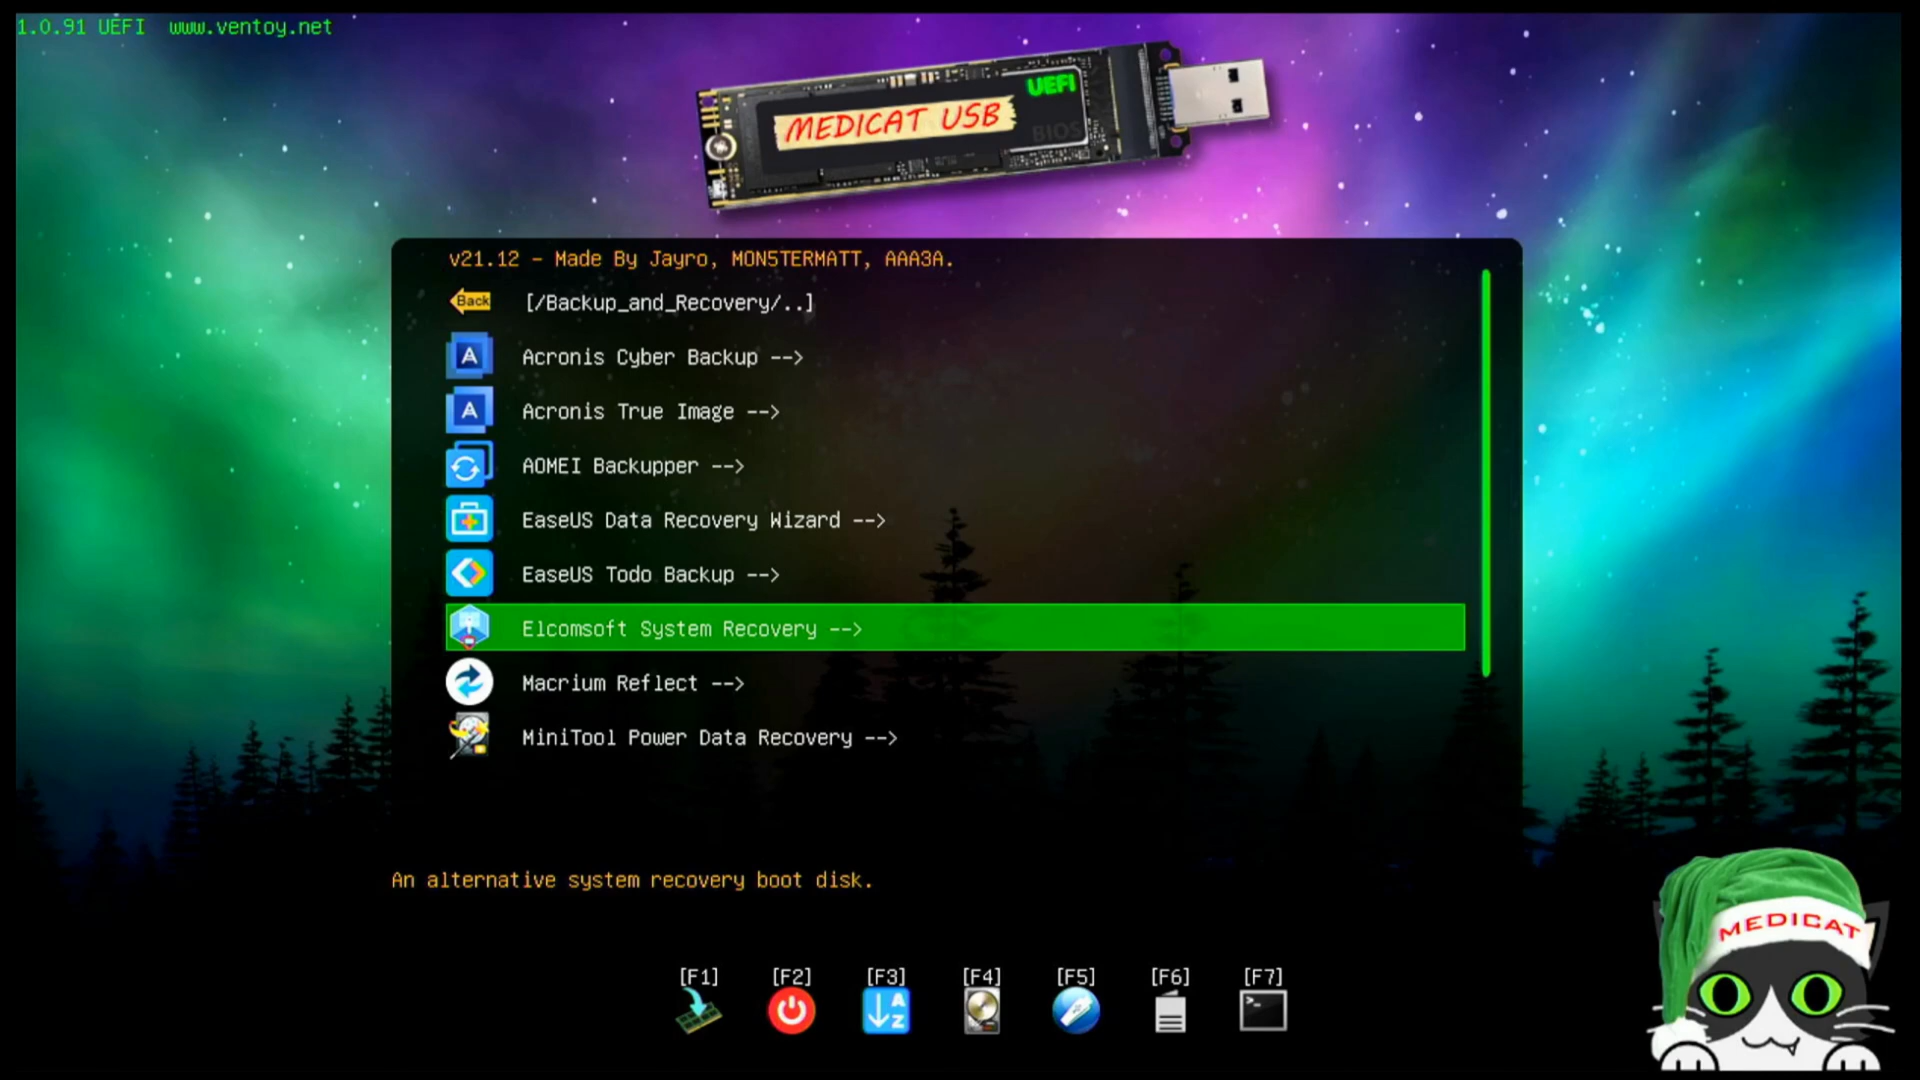 1.0.91 UEFI  www.ventoy.net
UEFI
MEDICAT USB
BIOS
v21.12 - Made By Jayro, MON5TERMATT, AAA3A.
Back [/Backup_and_Recovery/..]
Acronis Cyber Backup -->
Acronis True Image -->
AOMEI Backupper -->
EaseUS Data Recovery Wizard -->
EaseUS Todo Backup -->
Elcomsoft System Recovery -->
Macrium Reflect -->
MiniTool Power Data Recovery -->
An alternative system recovery boot disk.
MEDICAT
[F1] [F2] [F3] [F4] [F5] [F6] [F7]
A
Z